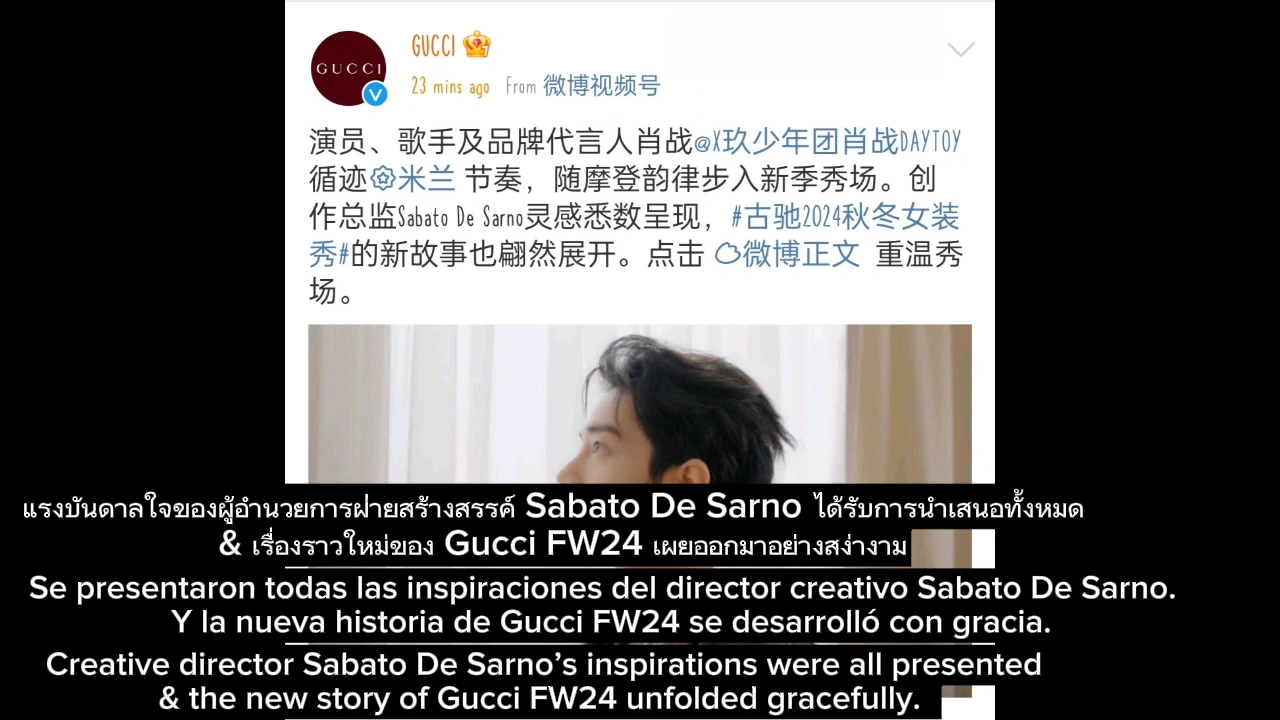 GUCCI
GUCCI
23 mins ago From 微博视频号
演员、歌手及品牌代言人肖战@X玖少年团肖战DAYTOY
循迹米兰 节奏，随摩登韵律步入新季秀场。创
作总监Sabato De Sarno灵感悉数呈现，#古驰2024秋冬女装
秀#的新故事也翩然展开。点击 微博正文 重温秀
场。
แรงบันดาลใจของผู้อำนวยการฝ่ายสร้างสรรค์ Sabato De Sarno ได้รับการนำเสนอทั้งหมด
& เรื่องราวใหม่ของ Gucci FW24 เผยออกมาอย่างสง่างาม
Se presentaron todas las inspiraciones del director creativo Sabato De Sarno.
Y la nueva historia de Gucci FW24 se desarrolló con gracia.
Creative director Sabato De Sarno’s inspirations were all presented
& the new story of Gucci FW24 unfolded gracefully.